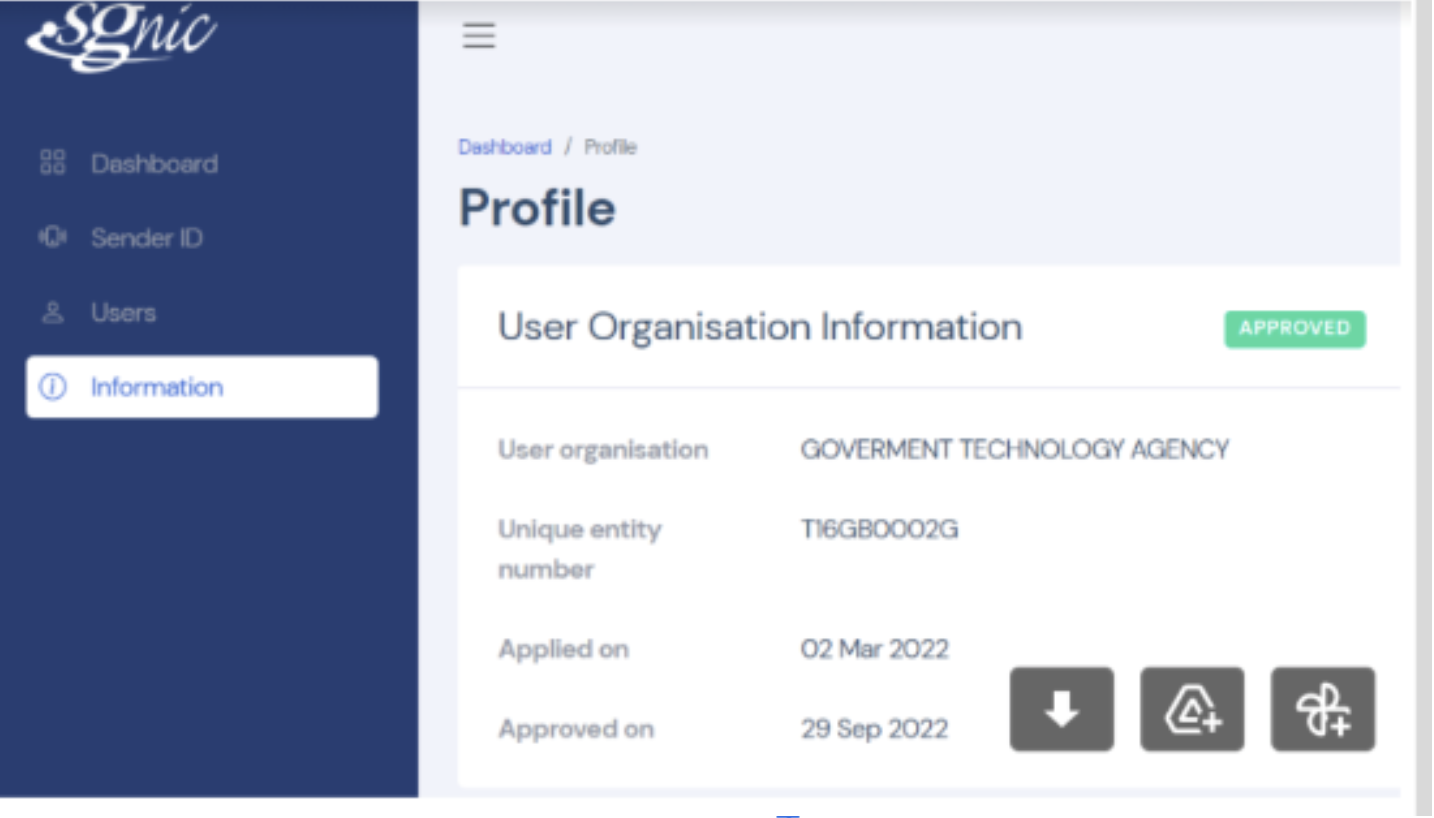 sgnic
Dashboard
Sender ID
Users
Information
Dashboard / Profile
Profile
User Organisation Information
APPROVED
User organisation GOVERMENT TECHNOLOGY AGENCY
Unique entity
number
T16GB0002G
Applied on 02 Mar 2022
Approved on 29 Sep 2022